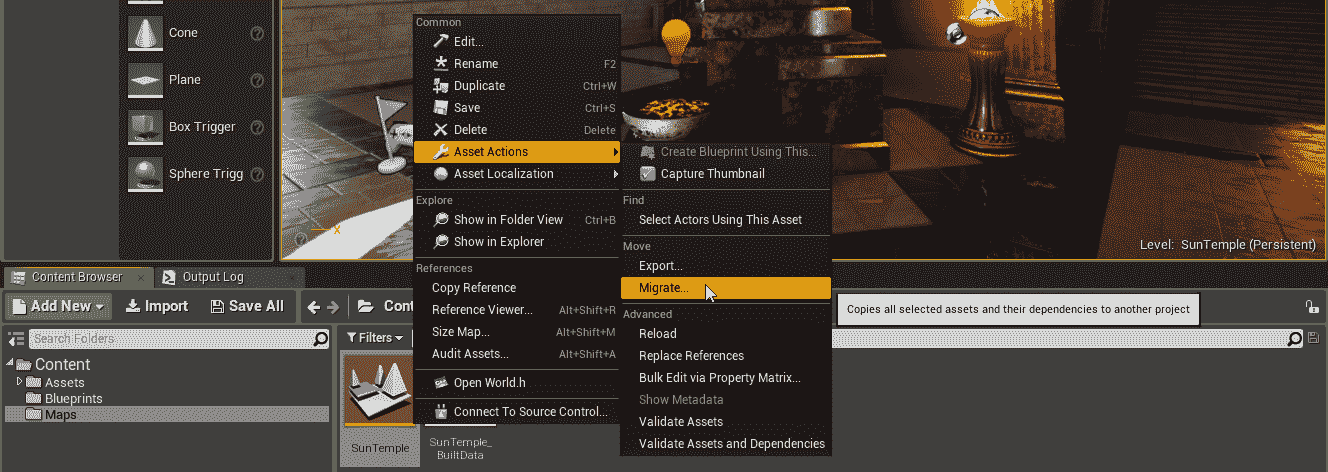 Cone
Plane
Box Trigger
Sphere Trigg
Common
Edit...
Rename F2
Duplicate Ctrl+W
Save Ctrl+S
Delete Delete
Asset Actions
Asset Localization
Explore
Show in Folder View Ctrl+B
Show in Explorer
References
Copy Reference
Reference Viewer... Alt+Shift+R
Size Map... Alt+Shift+M
Audit Assets... Alt+Shift+A
Open World.h
Connect To Source Control...
Create Blueprint Using This...
Capture Thumbnail
Find
Select Actors Using This Asset
Move
Export...
Migrate...
Advanced
Reload
Replace References
Bulk Edit via Property Matrix...
Show Metadata
Validate Assets
Validate Assets and Dependencies
Copies all selected assets and their dependencies to another project
X
Level: SunTemple (Persistent)
Content Browser
Output Log
Add New Import Save All Cont
Search Folders
Filters
Content
Assets
Blueprints
Maps
SunTemple
SunTemple_
BuiltData